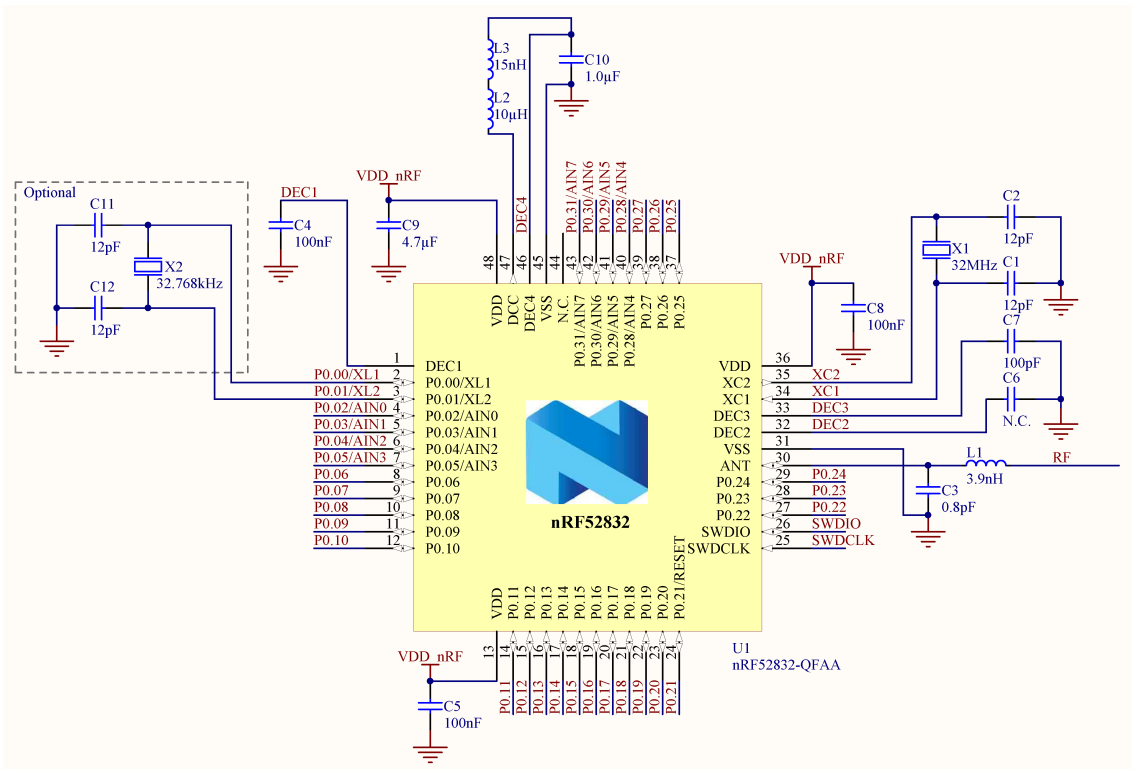 L3
15nH
L2
10µH
C10
1.0µF
Optional
C11
12pF
X2
32.768kHz
C12
12pF
DEC1
C4
100nF
VDD_nRF
C9
4.7µF
DEC4
P0.31/AIN7
P0.30/AIN6
P0.29/AIN5
P0.28/AIN4
P0.27
P0.26
P0.25
48
47
46
45
44
43
42
41
40
39
38
37
VDD
DCC
DEC4
VSS
N.C.
P0.31/AIN7
P0.30/AIN6
P0.29/AIN5
P0.28/AIN4
P0.27
P0.26
P0.25
C2
12pF
X1
32MHz
C1
12pF
VDD_nRF
C8
100nF
C7
100pF
C6
N.C.
1 DEC1
P0.00/XL1 2 P0.00/XL1
P0.01/XL2 3 P0.01/XL2
P0.02/AIN0 4 P0.02/AIN0
P0.03/AIN1 5 P0.03/AIN1
P0.04/AIN2 6 P0.04/AIN2
P0.05/AIN3 7 P0.05/AIN3
P0.06 8 P0.06
P0.07 9 P0.07
P0.08 10 P0.08
P0.09 11 P0.09
P0.10 12 P0.10
VDD 36
XC2 35 XC2
XC1 34 XC1
DEC3 33 DEC3
DEC2 32 DEC2
VSS 31
ANT 30
P0.24 29 P0.24
P0.23 28 P0.23
P0.22 27 P0.22
SWDIO 26 SWDIO
SWDCLK 25 SWDCLK
L1
3.9nH
RF
C3
0.8pF
nRF52832
VDD
P0.11
P0.12
P0.13
P0.14
P0.15
P0.16
P0.17
P0.18
P0.19
P0.20
P0.21/RESET
13
14
15
16
17
18
19
20
21
22
23
24
P0.11
P0.12
P0.13
P0.14
P0.15
P0.16
P0.17
P0.18
P0.19
P0.20
P0.21
VDD_nRF
C5
100nF
U1
nRF52832-QFAA